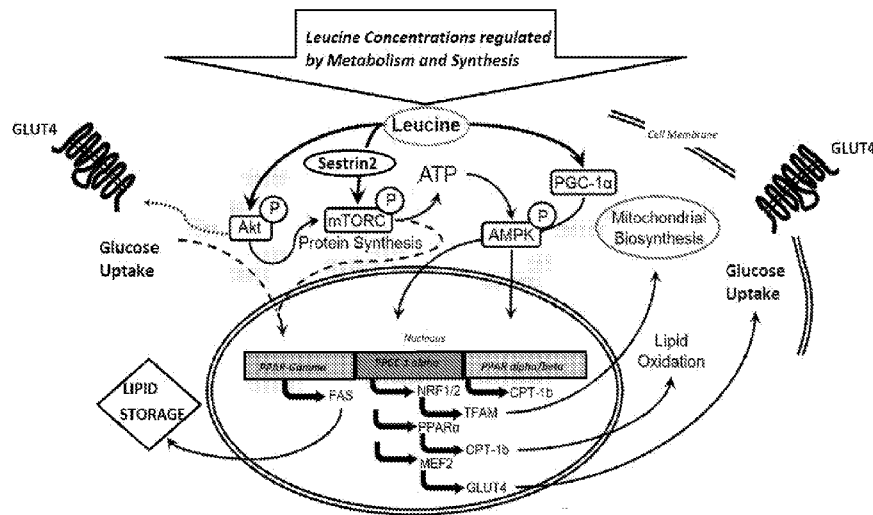 Leucine Concentrations regulated
by Metabolism and Synthesis
GLUT4
Leucine
Cell Membrane
GLUT4
Sestrin2
ATP
PGC-1α
P
Akt
P
mTORC
P
AMPK
Protein Synthesis
Mitochondrial
Biosynthesis
Glucose
Uptake
Glucose
Uptake
Nucleus
PPAR-Gamma
PPAR alpha/beta
Lipid
Oxidation
LIPID
STORAGE
FAS
NRF1/2
CPT-1b
TFAM
PPARα
CPT-1b
MEF2
GLUT4